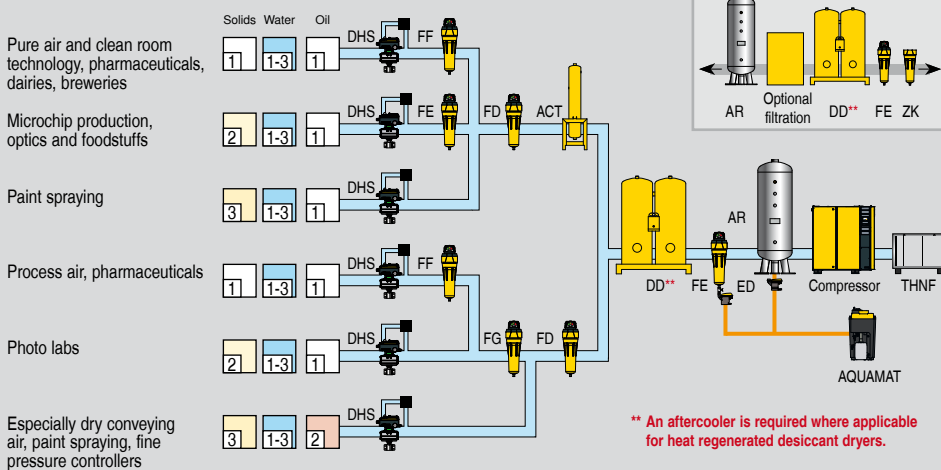 Solids Water Oil
Pure air and clean room
technology, pharmaceuticals,
dairies, breweries
1 1-3 1
DHS FF
Microchip production,
optics and foodstuffs
2 1-3 1
DHS FE FD ACT
Paint spraying
3 1-3 1
DHS
Process air, pharmaceuticals
1 1-3 1
DHS FF
Photo labs
2 1-3 1
DHS FG FD
Especially dry conveying
air, paint spraying, fine
pressure controllers
3 1-3 2
DHS
AR Optional
filtration DD** FE ZK
AR
DD** FE ED Compressor THNF
AQUAMAT
** An aftercooler is required where applicable
for heat regenerated desiccant dryers.